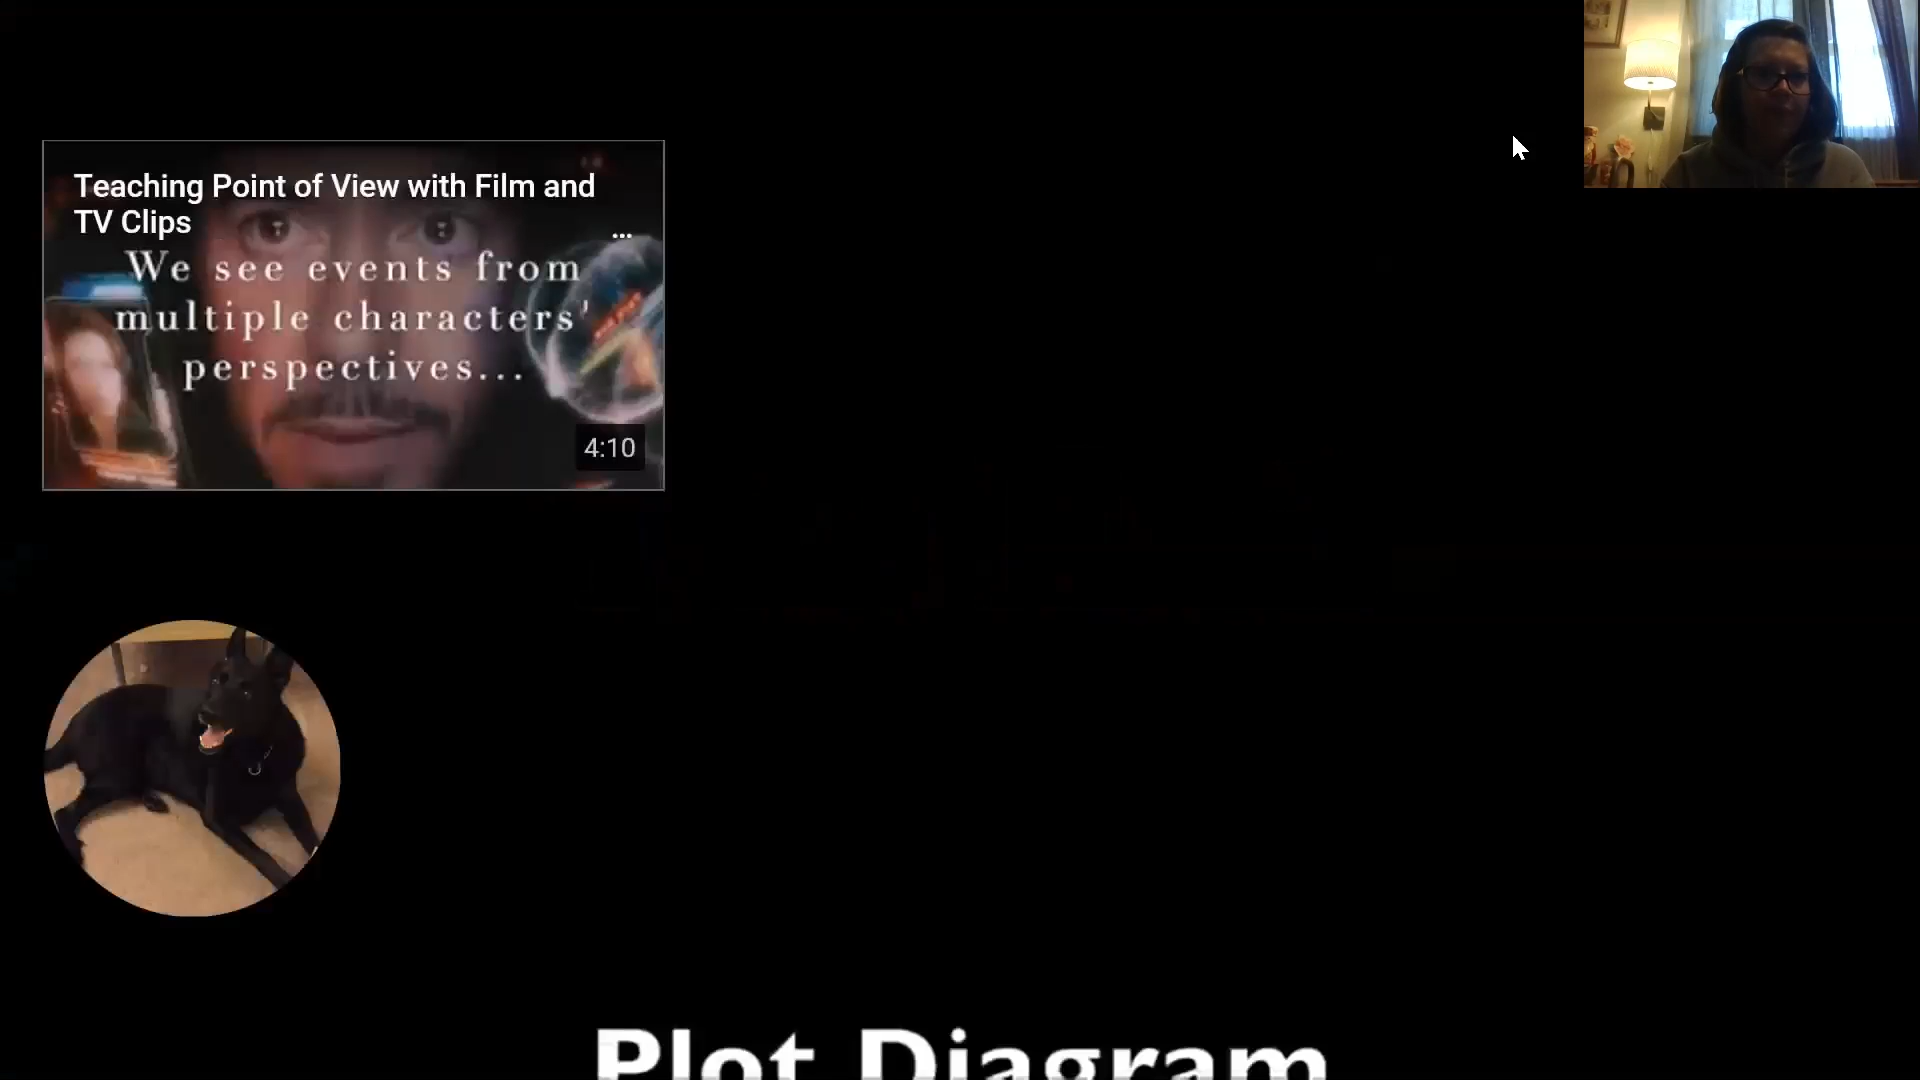 Teaching Point of View with Film and
TV Clips
...
We see events from
multiple characters'
perspectives...
4:10
Plot Diagram